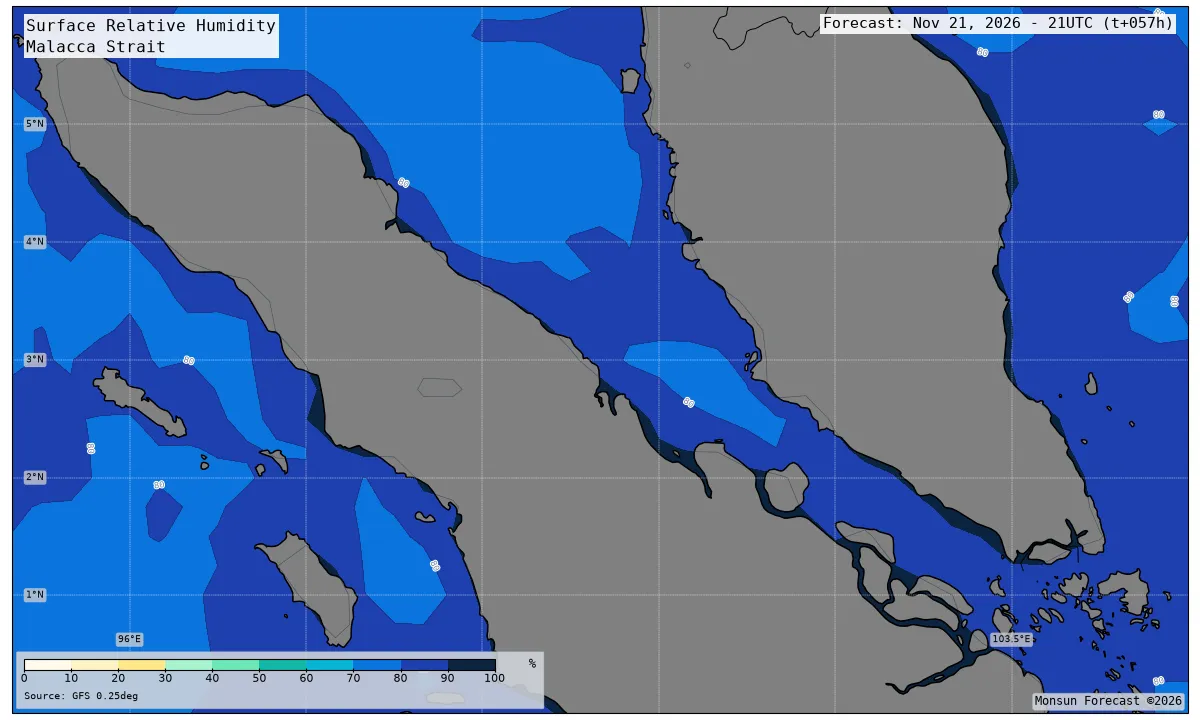 Surface Relative Humidity
Malacca Strait
Forecast: Nov 21, 2026 - 21UTC (t+057h)
80
80
80
5°N
80
4°N
80
80
3°N
80
80
80
2°N
80
80
1°N
96°E
103.5°E
%
0 10 20 30 40 50 60 70 80 90 100
Source: GFS 0.25deg
80
Monsun Forecast ©2026